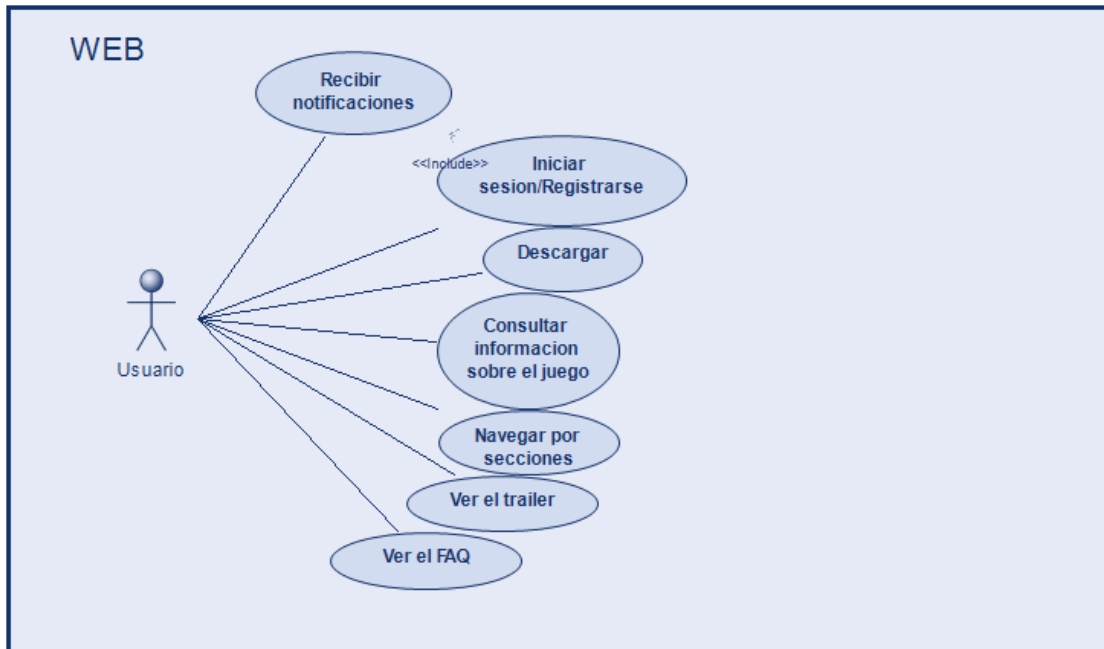 WEB
Recibir
notificaciones
<<Include>>
Iniciar
sesion/Registrarse
Descargar
Consultar
informacion
sobre el juego
Usuario
Navegar por
secciones
Ver el trailer
Ver el FAQ